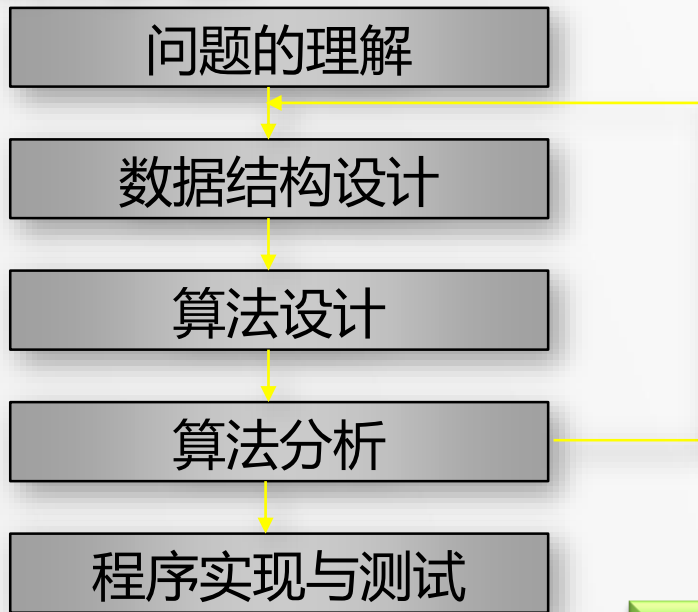 问题的理解
数据结构设计
算法设计
算法分析
程序实现与测试